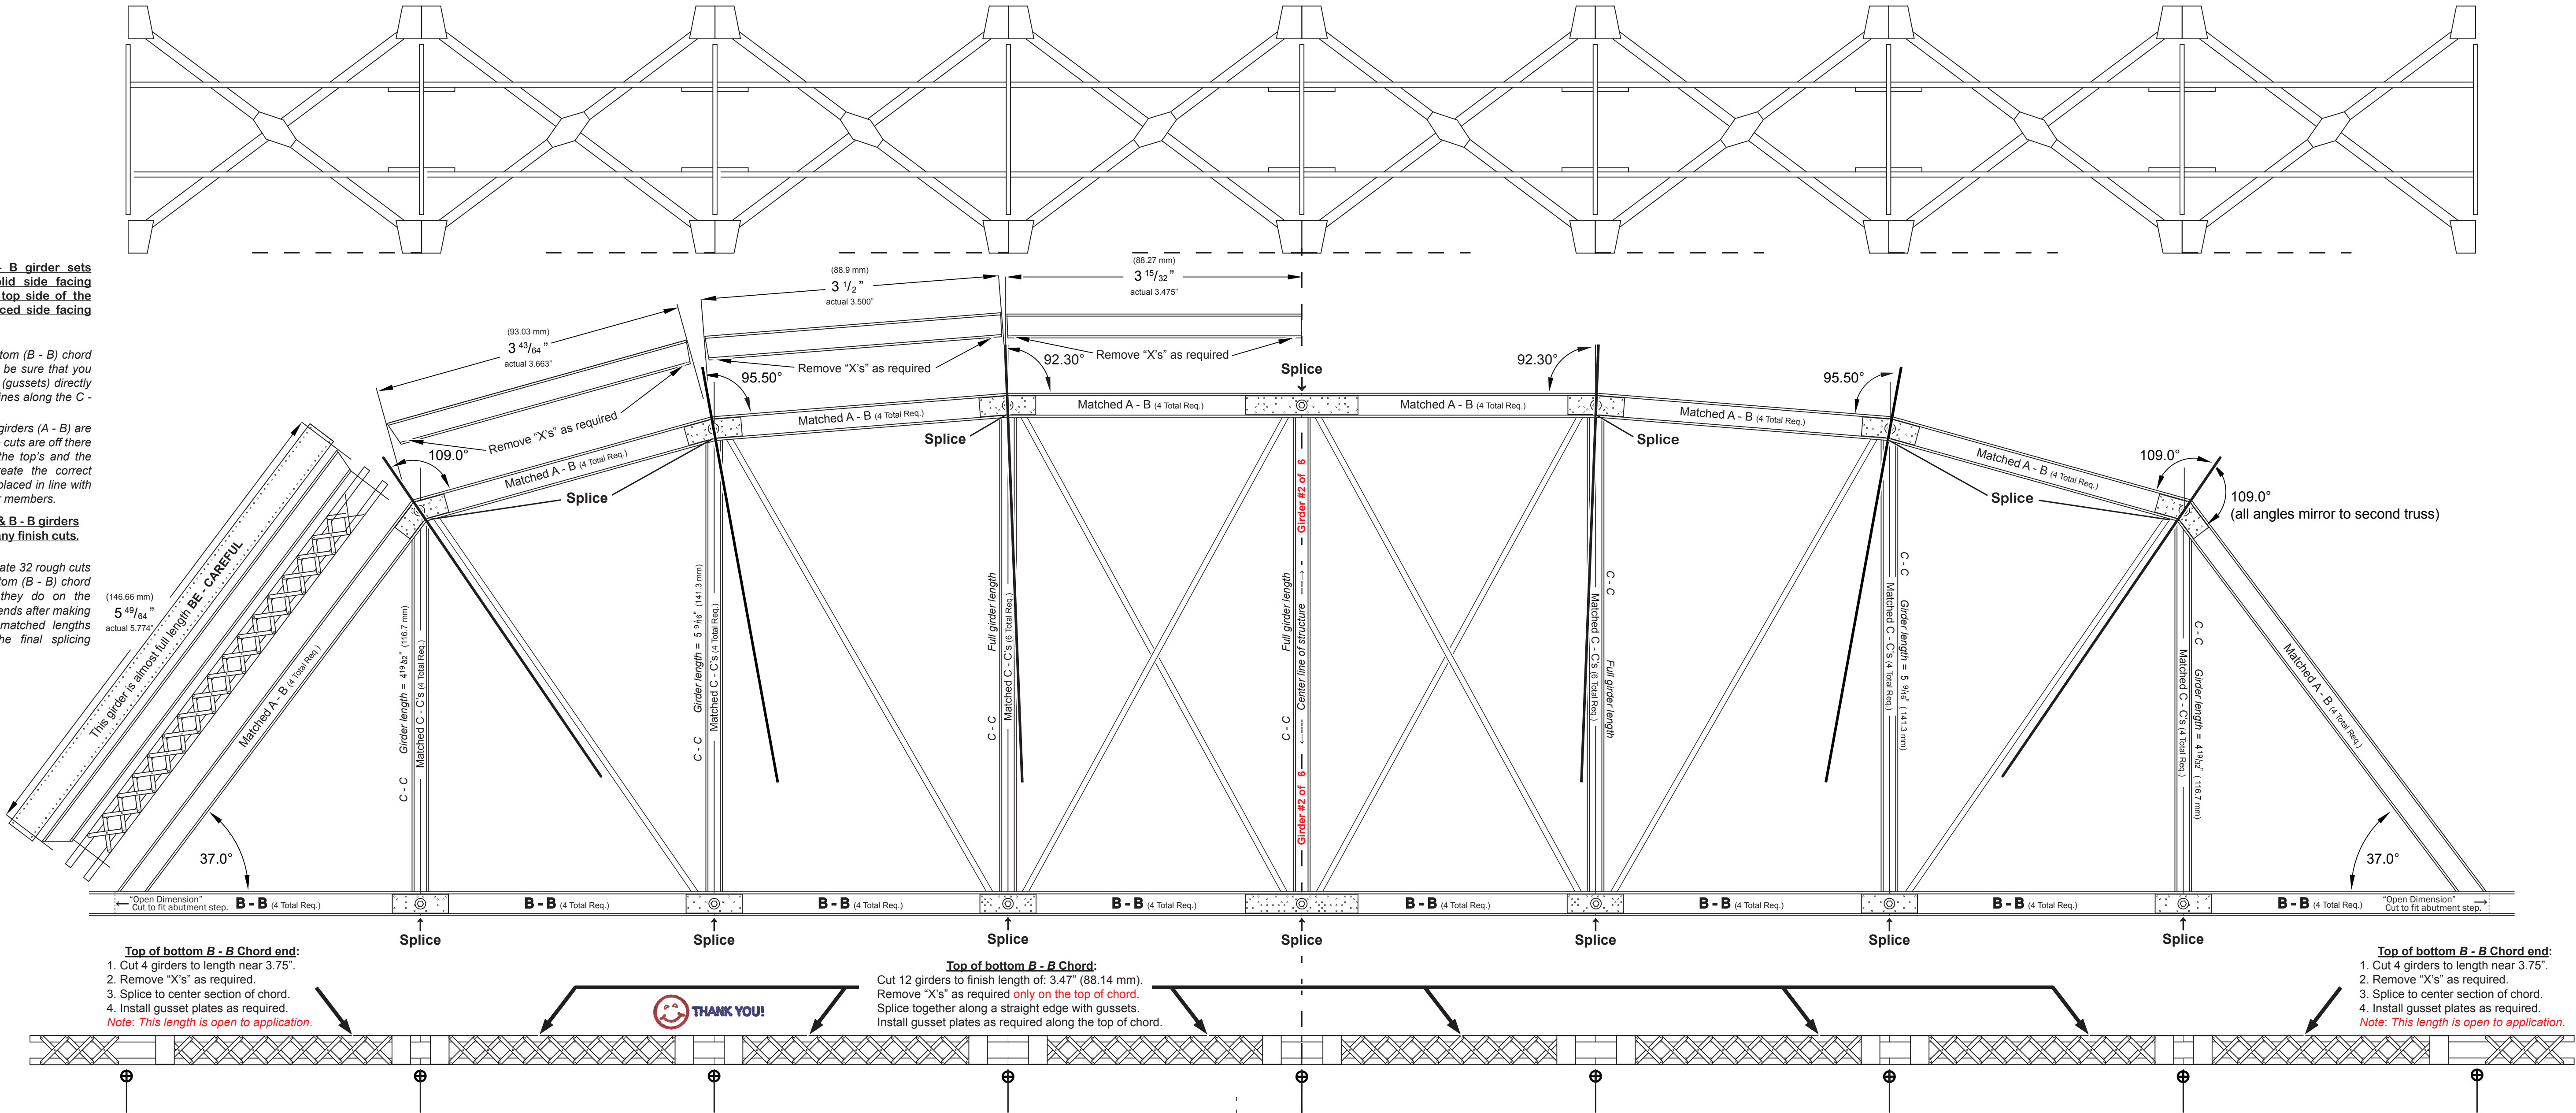 - B girder sets
olid side facing
top side of the
ced side facing
tom (B - B) chord
be sure that you
(gussets) directly
ines along the C -
girders (A - B) are
cuts are off there
the top's and the
reate the correct
placed in line with
r members.
& B - B girders
any finish cuts.
ate 32 rough cuts
tom (B - B) chord
they do on the
ends after making
matched lengths
he final splicing
(88.27 mm)
3 15/32"
actual 3.475"
(88.9 mm)
3 1/2"
actual 3.500"
(93.03 mm)
3 43/64"
actual 3.663"
(146.66 mm)
5 49/64"
actual 5.774"
Remove "X's" as required
Remove "X's" as required
Remove "X's" as required
109.0°
95.50°
92.30°
92.30°
95.50°
109.0°
109.0°
(all angles mirror to second truss)
Splice
Matched A - B (4 Total Req.)
Matched A - B (4 Total Req.)
Matched A - B (4 Total Req.)
Matched A - B (4 Total Req.)
Matched A - B (4 Total Req.)
Matched A - B (4 Total Req.)
Splice
Splice
Splice
Splice
This girder is almost full length BE - CAREFUL
Matched A - B (4 Total Req.)
Matched A - B (4 Total Req.)
C - C Girder length = 4 19/32" (116.7 mm)
Matched C - C's (4 Total Req.)
C - C Girder length = 5 9/16" (141.3 mm)
Matched C - C's (4 Total Req.)
C - C Full girder length
Matched C - C's (6 Total Req.)
C - C Full girder length
Girder #2 of 6 Center line of structure Girder #2 of 6
C - C Full girder length
Matched C - C's (6 Total Req.)
C - C Girder length = 5 9/16" (141.3 mm)
Matched C - C's (4 Total Req.)
C - C Girder length = 4 19/32" (116.7 mm)
Matched C - C's (4 Total Req.)
37.0°
37.0°
"Open Dimension"
Cut to fit abutment step.
B - B (4 Total Req.)
B - B (4 Total Req.)
B - B (4 Total Req.)
B - B (4 Total Req.)
B - B (4 Total Req.)
B - B (4 Total Req.)
B - B (4 Total Req.)
B - B (4 Total Req.)
"Open Dimension"
Cut to fit abutment step.
Splice
Splice
Splice
Splice
Splice
Splice
Splice
Top of bottom B - B Chord end:
1. Cut 4 girders to length near 3.75".
2. Remove "X's" as required.
3. Splice to center section of chord.
4. Install gusset plates as required.
Note: This length is open to application.
THANK YOU!
Top of bottom B - B Chord:
Cut 12 girders to finish length of: 3.47" (88.14 mm).
Remove "X's" as required only on the top of chord.
Splice together along a straight edge with gussets.
Install gusset plates as required along the top of chord.
Top of bottom B - B Chord end:
1. Cut 4 girders to length near 3.75".
2. Remove "X's" as required.
3. Splice to center section of chord.
4. Install gusset plates as required.
Note: This length is open to application.